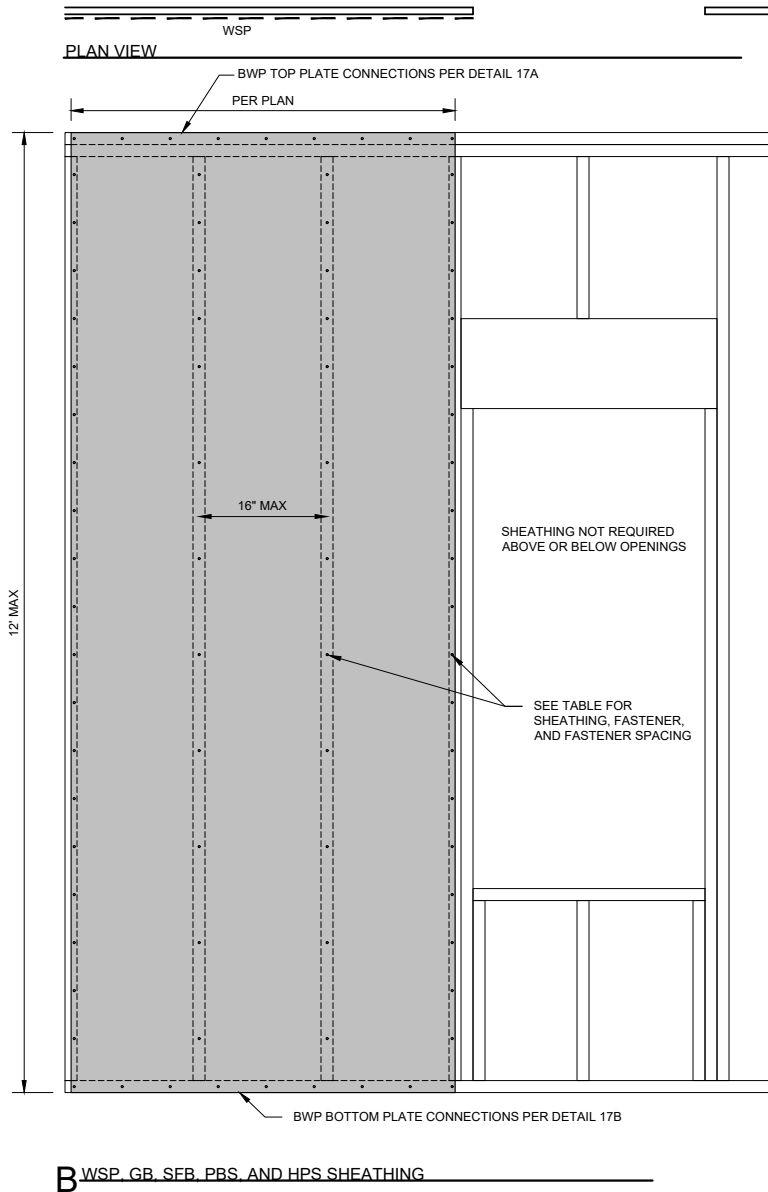 WSP
PLAN VIEW
BWP TOP PLATE CONNECTIONS PER DETAIL 17A
PER PLAN
16" MAX
12' MAX
SHEATHING NOT REQUIRED
ABOVE OR BELOW OPENINGS
SEE TABLE FOR
SHEATHING, FASTENER,
AND FASTENER SPACING
BWP BOTTOM PLATE CONNECTIONS PER DETAIL 17B
B WSP, GB, SFB, PBS, AND HPS SHEATHING